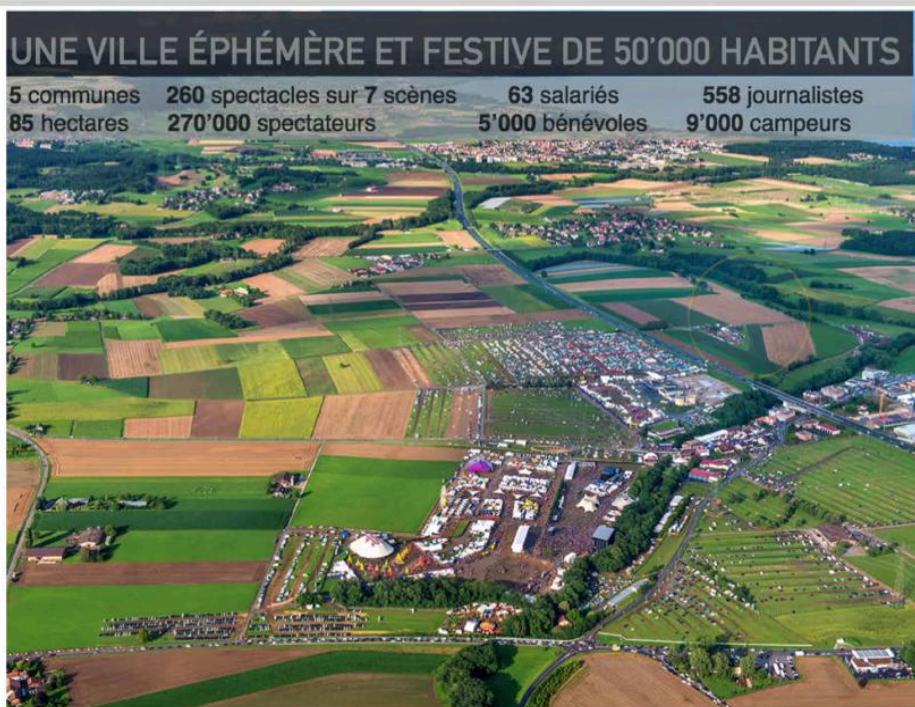 UNE VILLE ÉPHÉMÈRE ET FESTIVE DE 50'000 HABITANTS
5 communes 260 spectacles sur 7 scènes 63 salariés 558 journalistes
85 hectares 270'000 spectateurs 5'000 bénévoles 9'000 campeurs